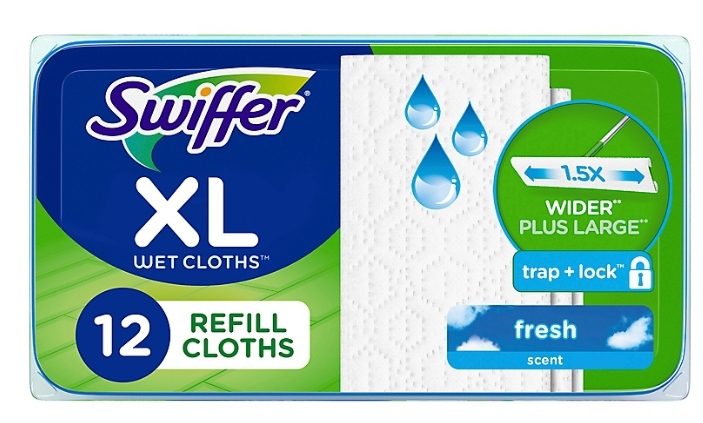 Swiffer®
XL
WET CLOTHS™
12
REFILL
CLOTHS
1.5X
WIDER**
PLUS LARGE**
trap + lock™
fresh
scent